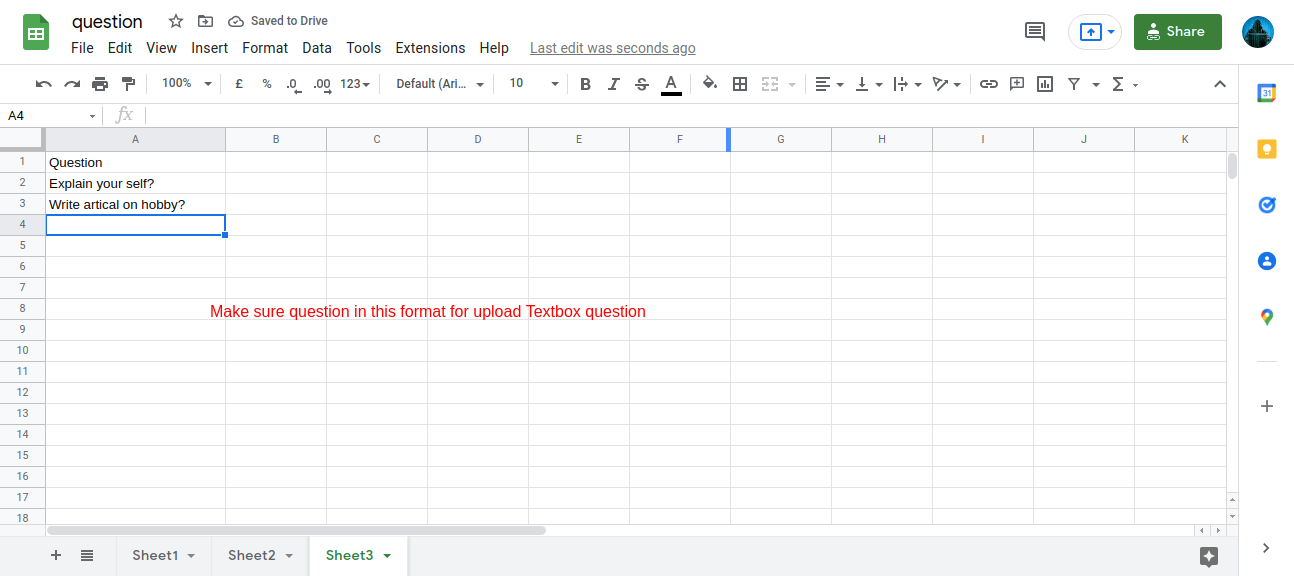 question
Saved to Drive
File Edit View Insert Format Data Tools Extensions Help Last edit was seconds ago
Share
100% £ % .0 .00 123 Default (Ari... 10 B I S A Σ
31
A4 fx
A B C D E F G H I J K
1 Question
2 Explain your self?
3 Write artical on hobby?
4
5
6
7
8 Make sure question in this format for upload Textbox question
9
10
11
12
13
14
15
16
17
18
Sheet1 Sheet2 Sheet3